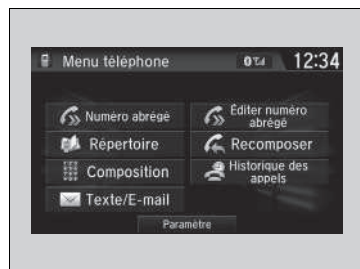 Menu téléphone
12:34
Numéro abrégé
Éditer numéro
abrégé
Répertoire
Recomposer
Composition
Historique des
appels
Texte/E-mail
Paramètre